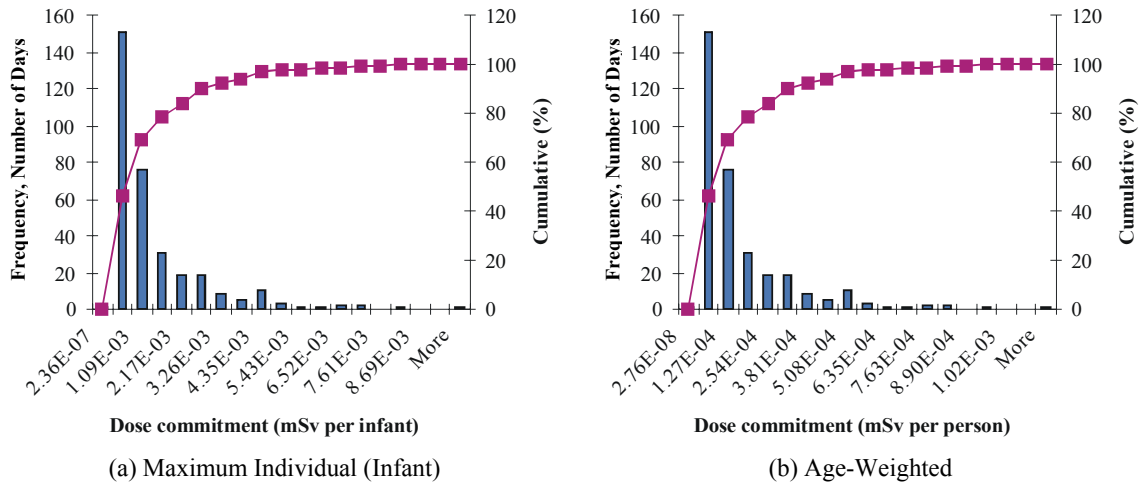 160
140
120
100
80
60
40
20
0
Frequency, Number of Days
120
100
80
60
40
20
0
Cumulative (%)
2.36E-07
1.09E-03
2.17E-03
3.26E-03
4.35E-03
5.43E-03
6.52E-03
7.61E-03
8.69E-03
More
Dose commitment (mSv per infant)
(a) Maximum Individual (Infant)
160
140
120
100
80
60
40
20
0
Frequency, Number of Days
120
100
80
60
40
20
0
Cumulative (%)
2.76E-08
1.27E-04
2.54E-04
3.81E-04
5.08E-04
6.35E-04
7.63E-04
8.90E-04
1.02E-03
More
Dose commitment (mSv per person)
(b) Age-Weighted